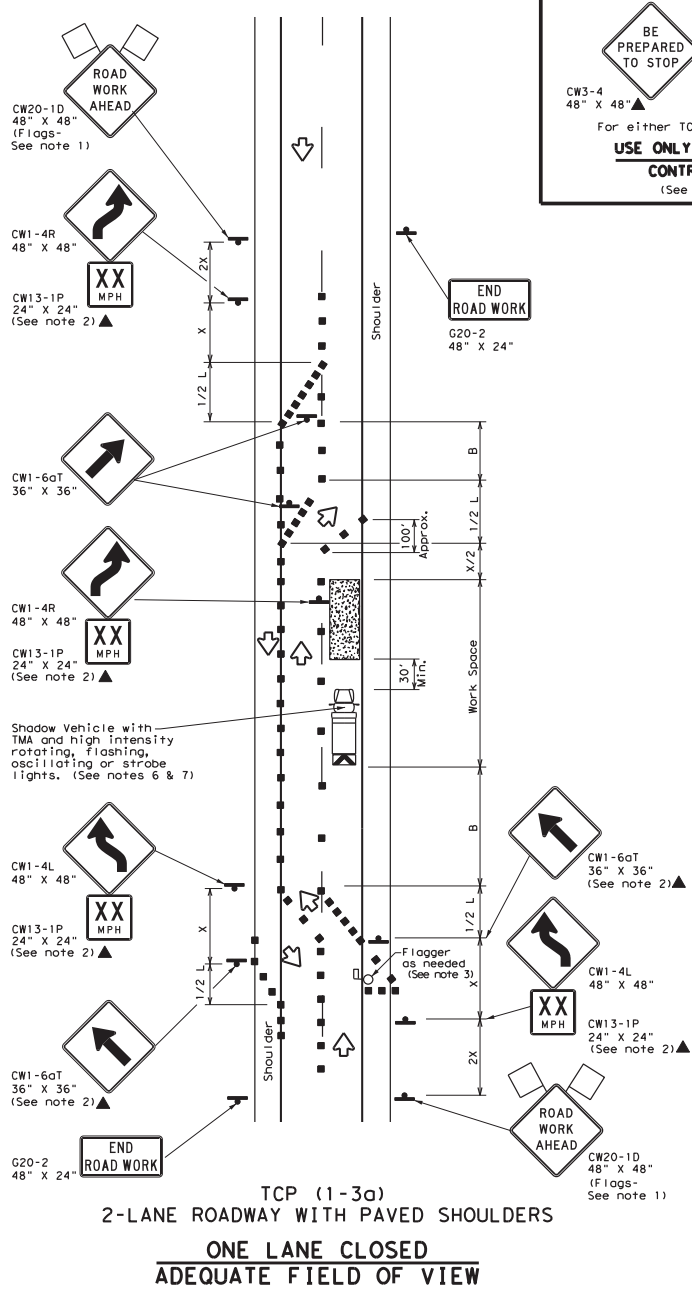 BE
PREPARED
TO STOP
CW3-4
48" X 48"▲
For either TC
USE ONLY
CONTR
(See
ROAD
WORK
AHEAD
CW20-1D
48" X 48"
(Flags-
See note 1)
CW1-4R
48" X 48"
XX
MPH
CW13-1P
24" X 24"
(See note 2)▲
2X
X
1/2 L
Shoulder
END
ROAD WORK
G20-2
48" X 24"
CW1-6aT
36" X 36"
B
1/2 L
100'
Approx.
X/2
CW1-4R
48" X 48"
XX
MPH
CW13-1P
24" X 24"
(See note 2)▲
30'
Min.
Work Space
Shadow Vehicle with
TMA and high intensity
rotating, flashing,
oscillating or strobe
lights. (See notes 6 & 7)
B
CW1-4L
48" X 48"
XX
MPH
CW13-1P
24" X 24"
(See note 2)▲
X
1/2 L
CW1-6aT
36" X 36"
(See note 2)▲
1/2 L
Flagger
as needed
(See note 3)
X
CW1-4L
48" X 48"
XX
MPH
CW13-1P
24" X 24"
(See note 2)▲
2X
Shoulder
CW1-6aT
36" X 36"
(See note 2)▲
END
ROAD WORK
G20-2
48" X 24"
ROAD
WORK
AHEAD
CW20-1D
48" X 48"
(Flags-
See note 1)
TCP (1-3a)
2-LANE ROADWAY WITH PAVED SHOULDERS
ONE LANE CLOSED
ADEQUATE FIELD OF VIEW